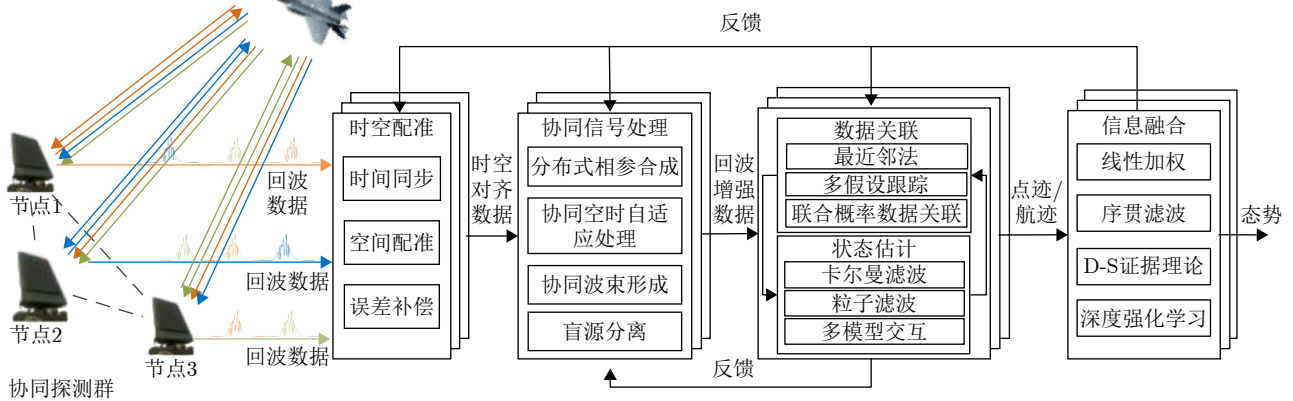 反馈
时空配准
时间同步
空间配准
误差补偿
协同信号处理
分布式相参合成
协同空时自适
应处理
协同波束形成
盲源分离
数据关联
最近邻法
多假设跟踪
联合概率数据关联
状态估计
卡尔曼滤波
粒子滤波
多模型交互
信息融合
线性加权
序贯滤波
D-S证据理论
深度强化学习
时空
对齐
数据
回波
增强
数据
点迹/
航迹
态势
回波
数据
回波数据
回波数据
节点1
节点2
节点3
协同探测群
反馈